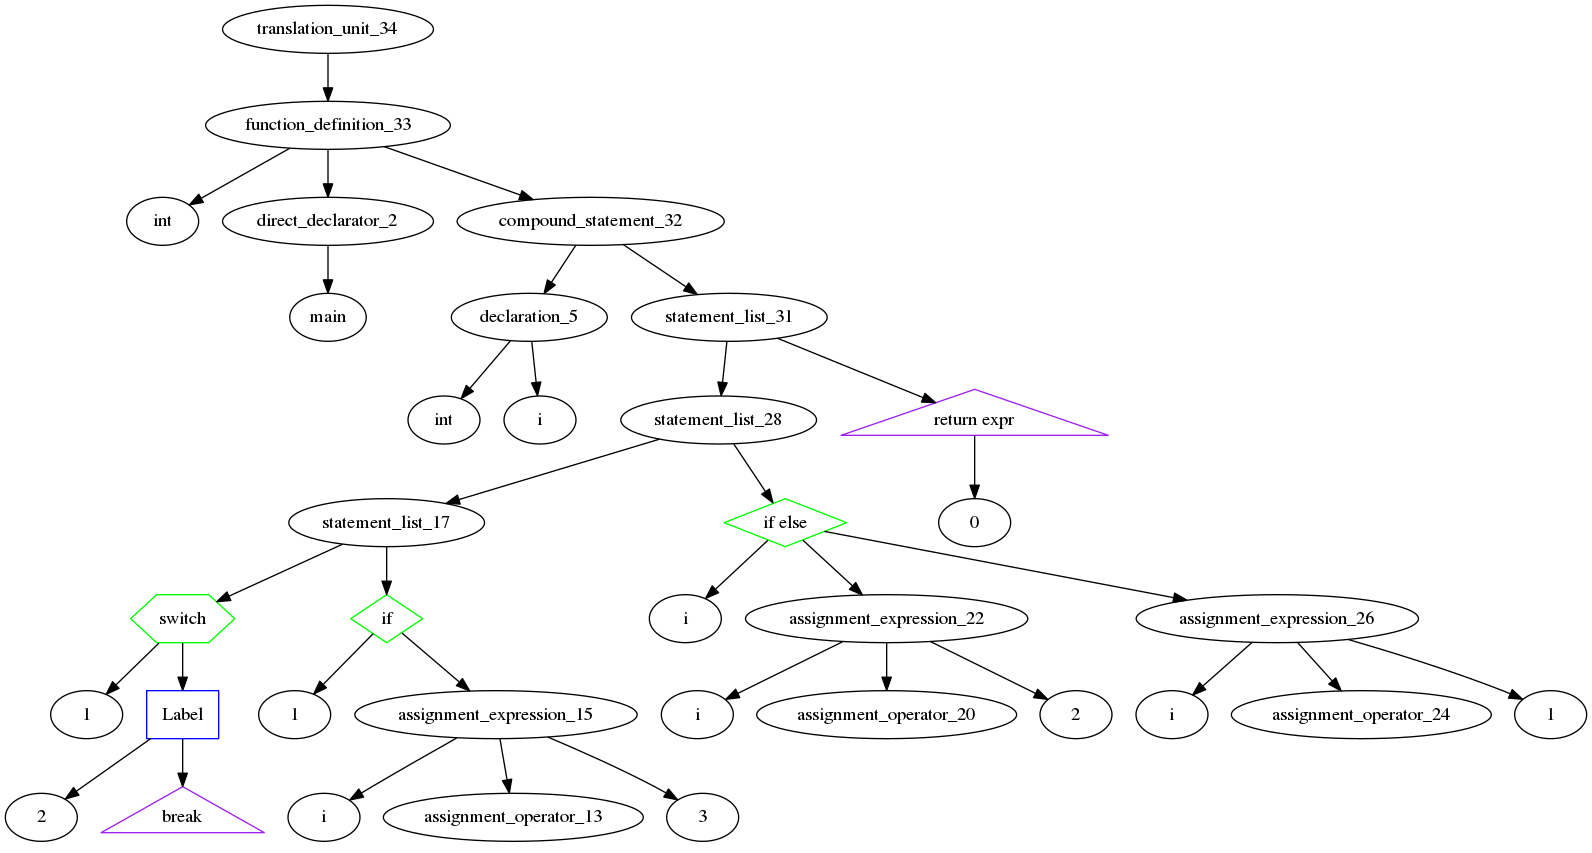 translation_unit_34
function_definition_33
int
direct_declarator_2
compound_statement_32
main
declaration_5
statement_list_31
int
i
statement_list_28
return expr
statement_list_17
if else
0
switch
if
i
assignment_expression_22
assignment_expression_26
1
Label
1
assignment_expression_15
i
assignment_operator_20
2
i
assignment_operator_24
1
2
break
i
assignment_operator_13
3